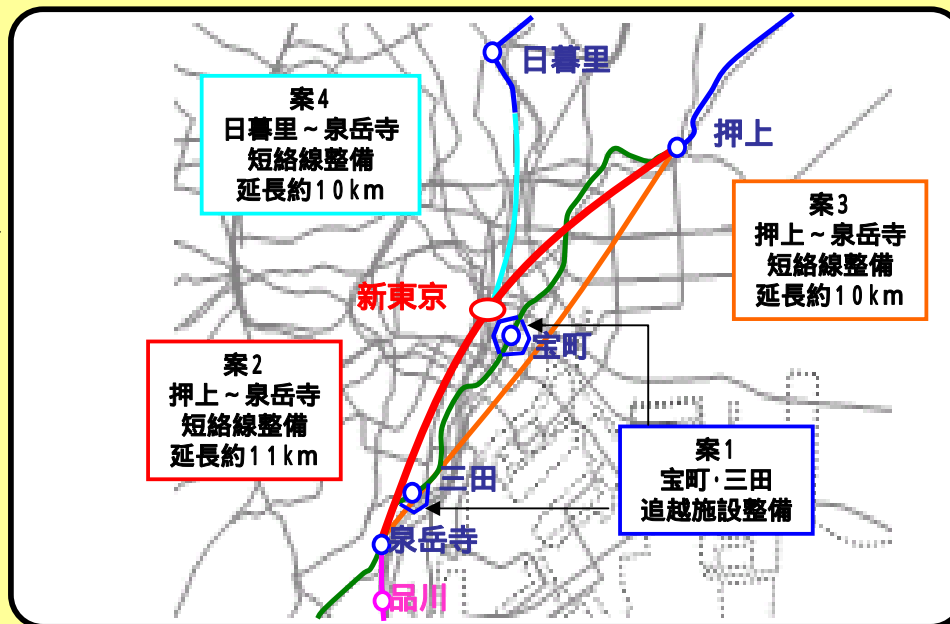 日暮里
案4
日暮里～泉岳寺
短絡線整備
延長約10km
押上
案3
押上～泉岳寺
短絡線整備
延長約10km
新東京
宝町
案2
押上～泉岳寺
短絡線整備
延長約11km
案1
宝町･三田
追越施設整備
三田
泉岳寺
品川